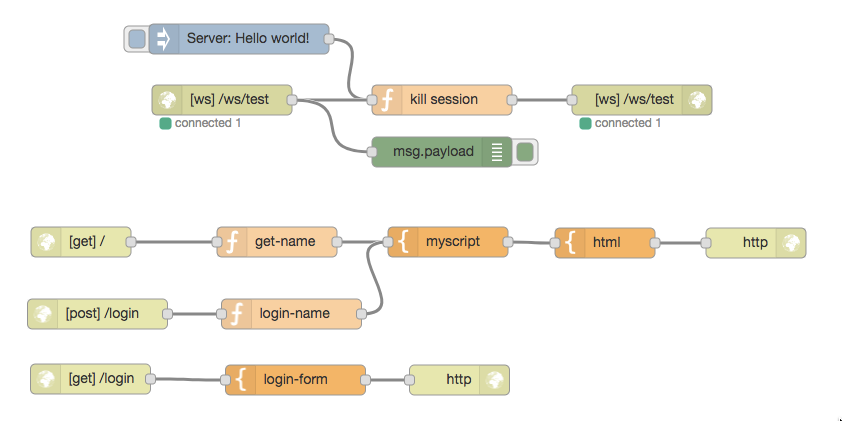 Server: Hello world!
[ws] /ws/test
kill session
[ws] /ws/test
connected 1
connected 1
msg.payload
[get] /
get-name
myscript
html
http
[post] /login
login-name
[get] /login
login-form
http